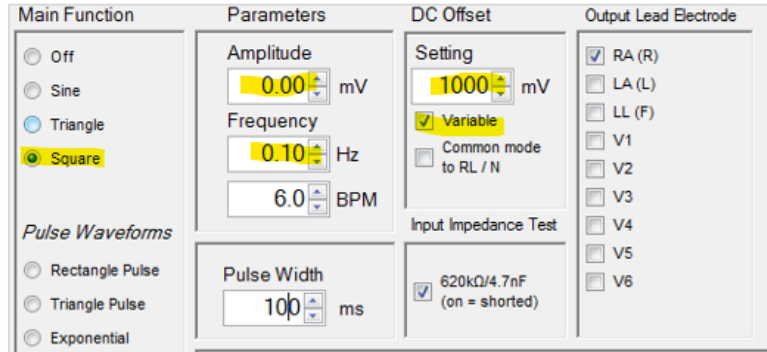 Main Function
Off
Sine
Triangle
Square
Pulse Waveforms
Rectangle Pulse
Triangle Pulse
Exponential
Parameters
Amplitude
0.00 mV
Frequency
0.10 Hz
6.0 BPM
Pulse Width
100 ms
DC Offset
Setting
1000 mV
Variable
Common mode
to RL / N
Input Impedance Test
620kΩ/4.7nF
(on = shorted)
Output Lead Electrode
RA (R)
LA (L)
LL (F)
V1
V2
V3
V4
V5
V6